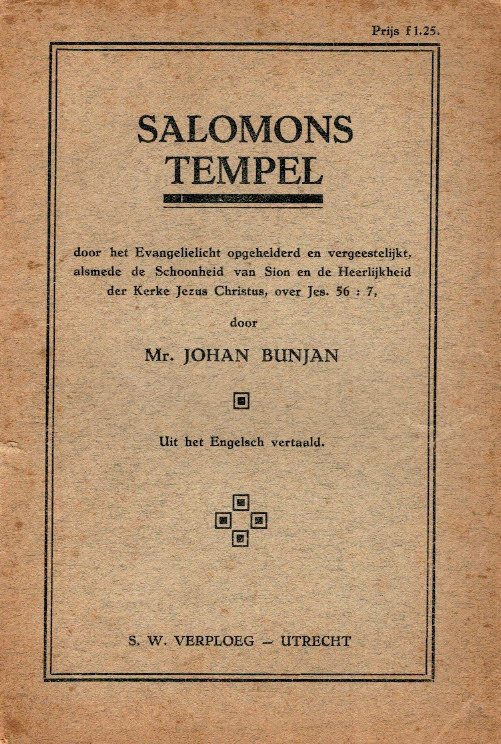 Prijs f 1.25.
SALOMONS
TEMPEL
door het Evangelielicht opgehelderd en vergeestelijkt,
alsmede de Schoonheid van Sion en de Heerlijkheid
der Kerke Jezus Christus, over Jes. 56 : 7,
door
Mr. JOHAN BUNJAN
Uit het Engelsch vertaald.
S. W. VERPLOEG — UTRECHT